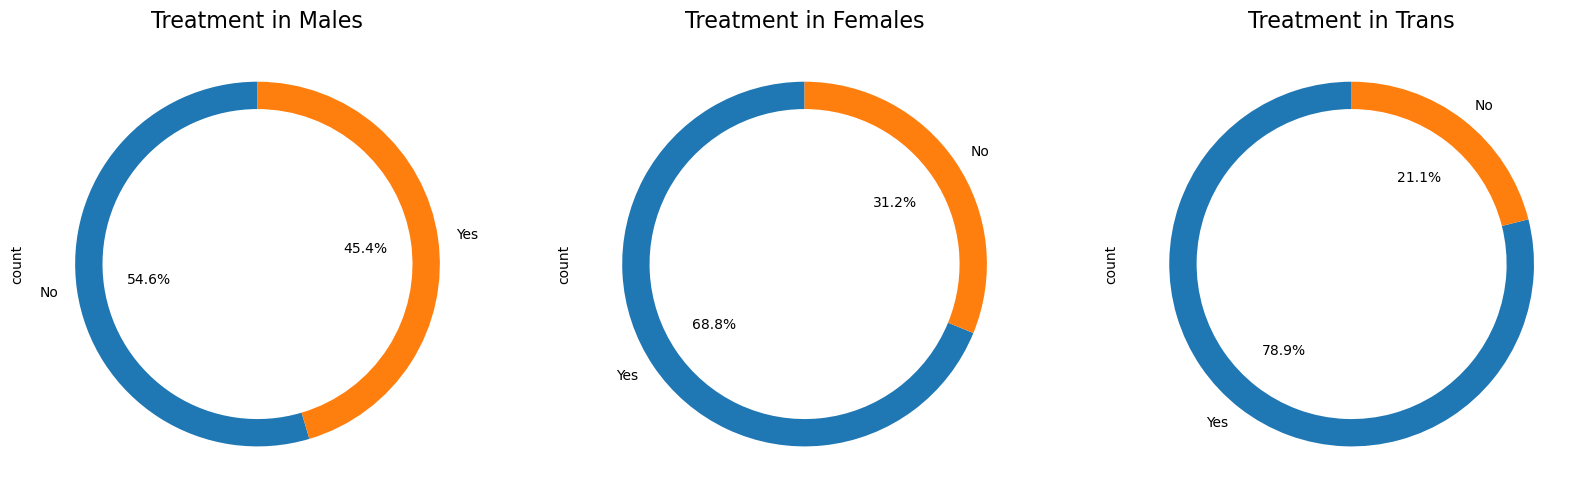 Treatment in Males
count
No
54.6%
45.4%
Yes
Treatment in Females
count
No
31.2%
68.8%
Yes
Treatment in Trans
count
No
21.1%
78.9%
Yes